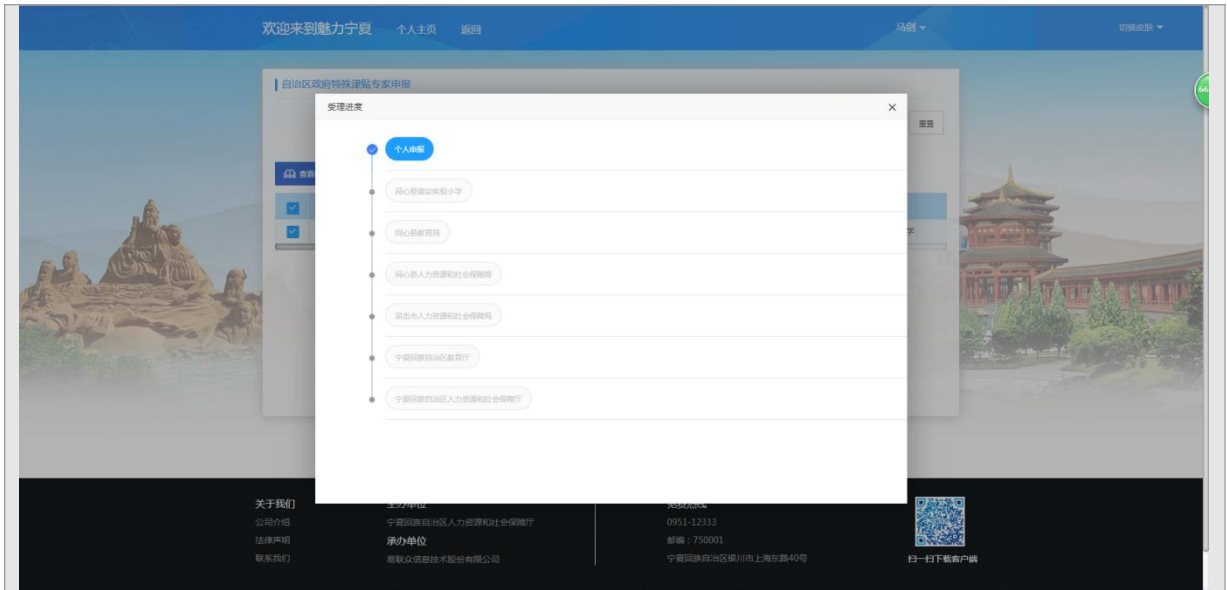 欢迎来到魅力宁夏 个人主页 返回 马剑 切换皮肤
自治区政府特殊津贴专家申报
受理进度
重置
66
个人申报
查询
同心县
实验小学
同心县教育局
学
同心县人力资源和社会保障局
吴忠市人力资源和社会保障局
宁夏回族自治区教育厅
宁夏回族自治区人力资源和社会保障厅
关于我们 主办单位 免费热线
公司介绍 宁夏回族自治区人力资源和社会保障厅 0951-12333
法律声明 承办单位 邮编：750001
联系我们 易联众信息技术股份有限公司 宁夏回族自治区银川市上海东路40号 扫一扫下载客户端